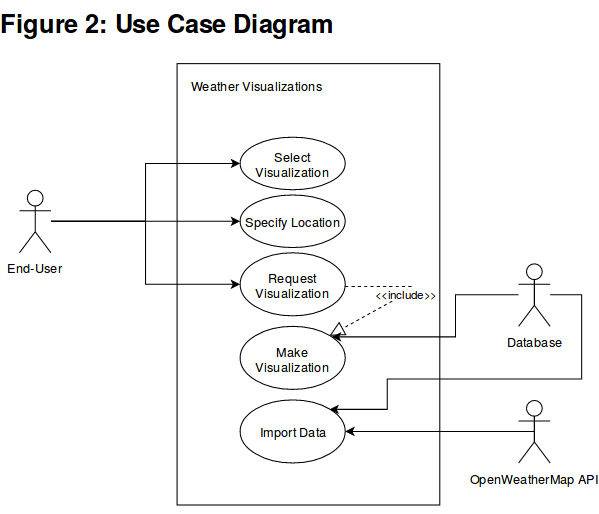 Figure 2: Use Case Diagram
Weather Visualizations
Select
Visualization
Specify Location
End-User
Request
Visualization
<<include>>
Make
Visualization
Database
Import Data
OpenWeatherMap API